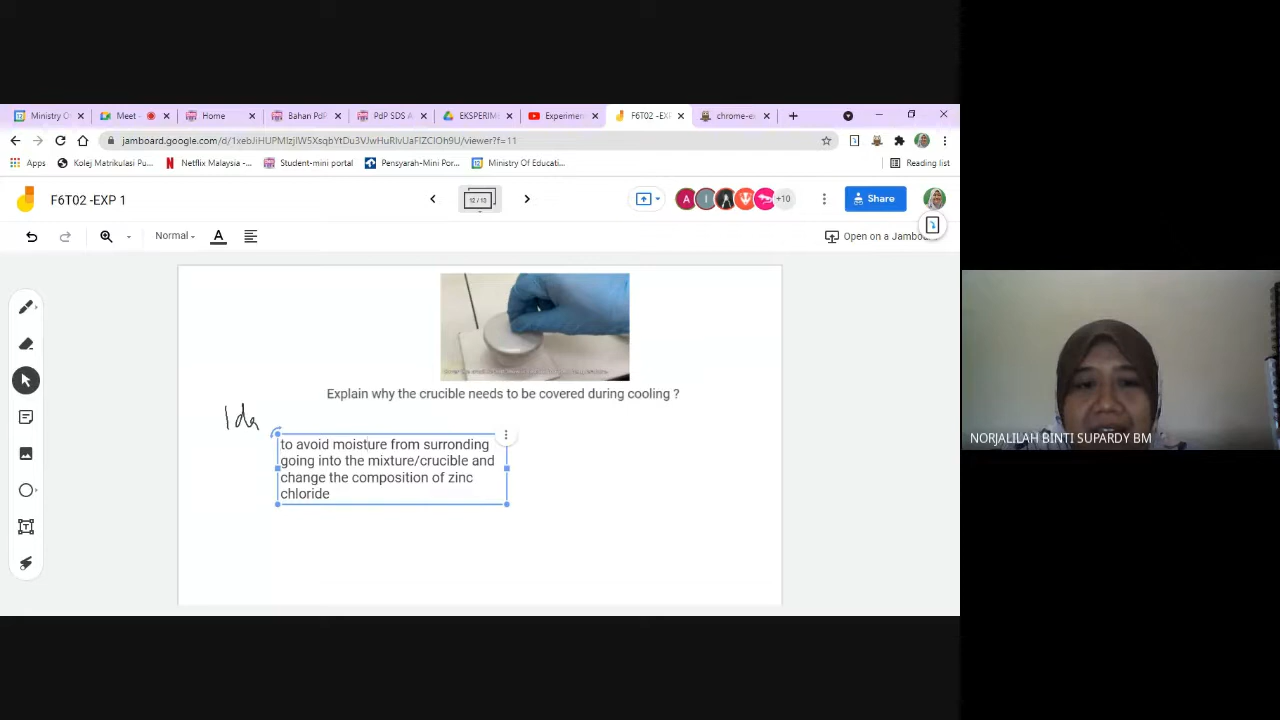 Ministry O
Meet -
Home
Bahan PdP
PdP SDS A
EKSPERIM
Experimen
F6T02 -EXP
chrome-ex
jamboard.google.com/d/
/viewer?f=11
Apps
Kolej Matrikulasi Pu...
Netflix Malaysia -...
Student-mini portal
Pensyarah-Mini Por...
Ministry Of Educati...
Reading list
F6T02 -EXP 1
+10
Share
Normal
A
Open on a Jamb
Explain why the crucible needs to be covered during cooling ?
Ida
to avoid moisture from surronding
going into the mixture/crucible and
change the composition of zinc
chloride
NORJALILAH BINTI SUPARDY BM